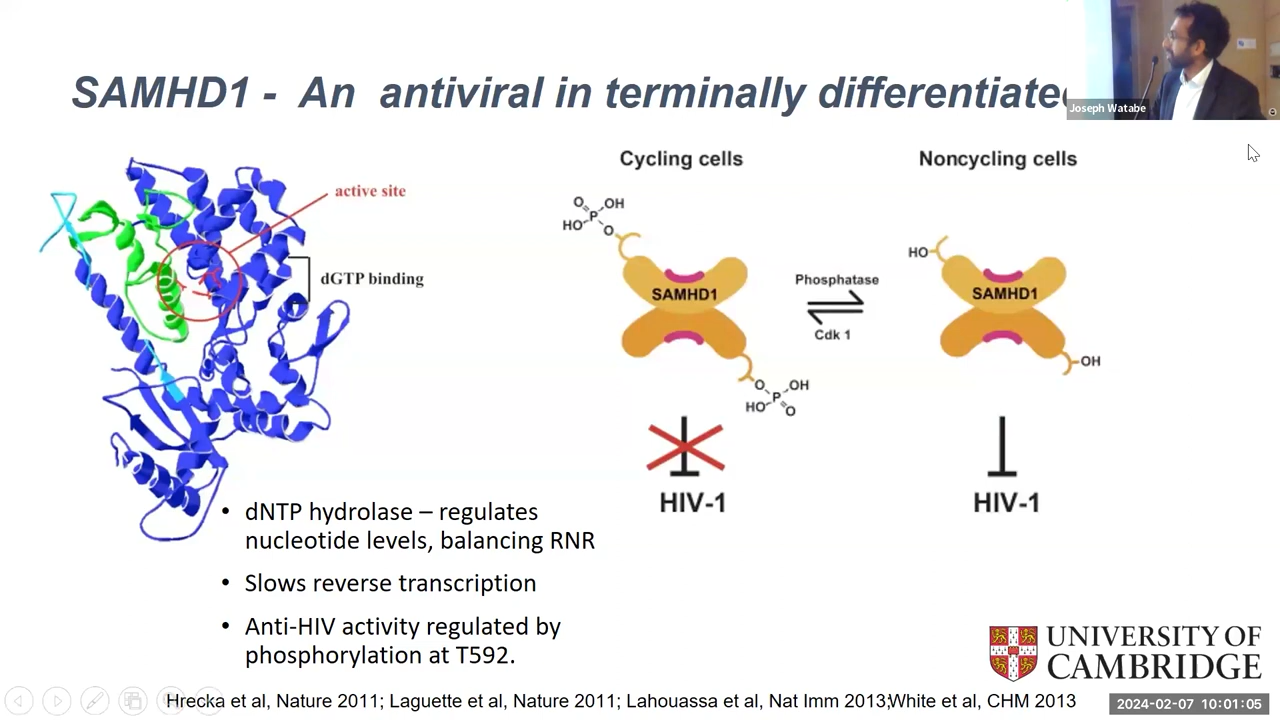 SAMHD1 - An antiviral in terminally differentiated
Joseph Watabe
Cycling cells
Noncycling cells
active site
dGTP binding
O
OH
HO
P
O
SAMHD1
O
OH
P
HO
O
Phosphatase
Cdk 1
HO
SAMHD1
OH
HIV-1
HIV-1
• dNTP hydrolase – regulates
nucleotide levels, balancing RNR
• Slows reverse transcription
• Anti-HIV activity regulated by
phosphorylation at T592.
UNIVERSITY OF
CAMBRIDGE
Hrecka et al, Nature 2011; Laguette et al, Nature 2011; Lahouassa et al, Nat Imm 2013;White et al, CHM 2013
2024-02-07 10:01:05